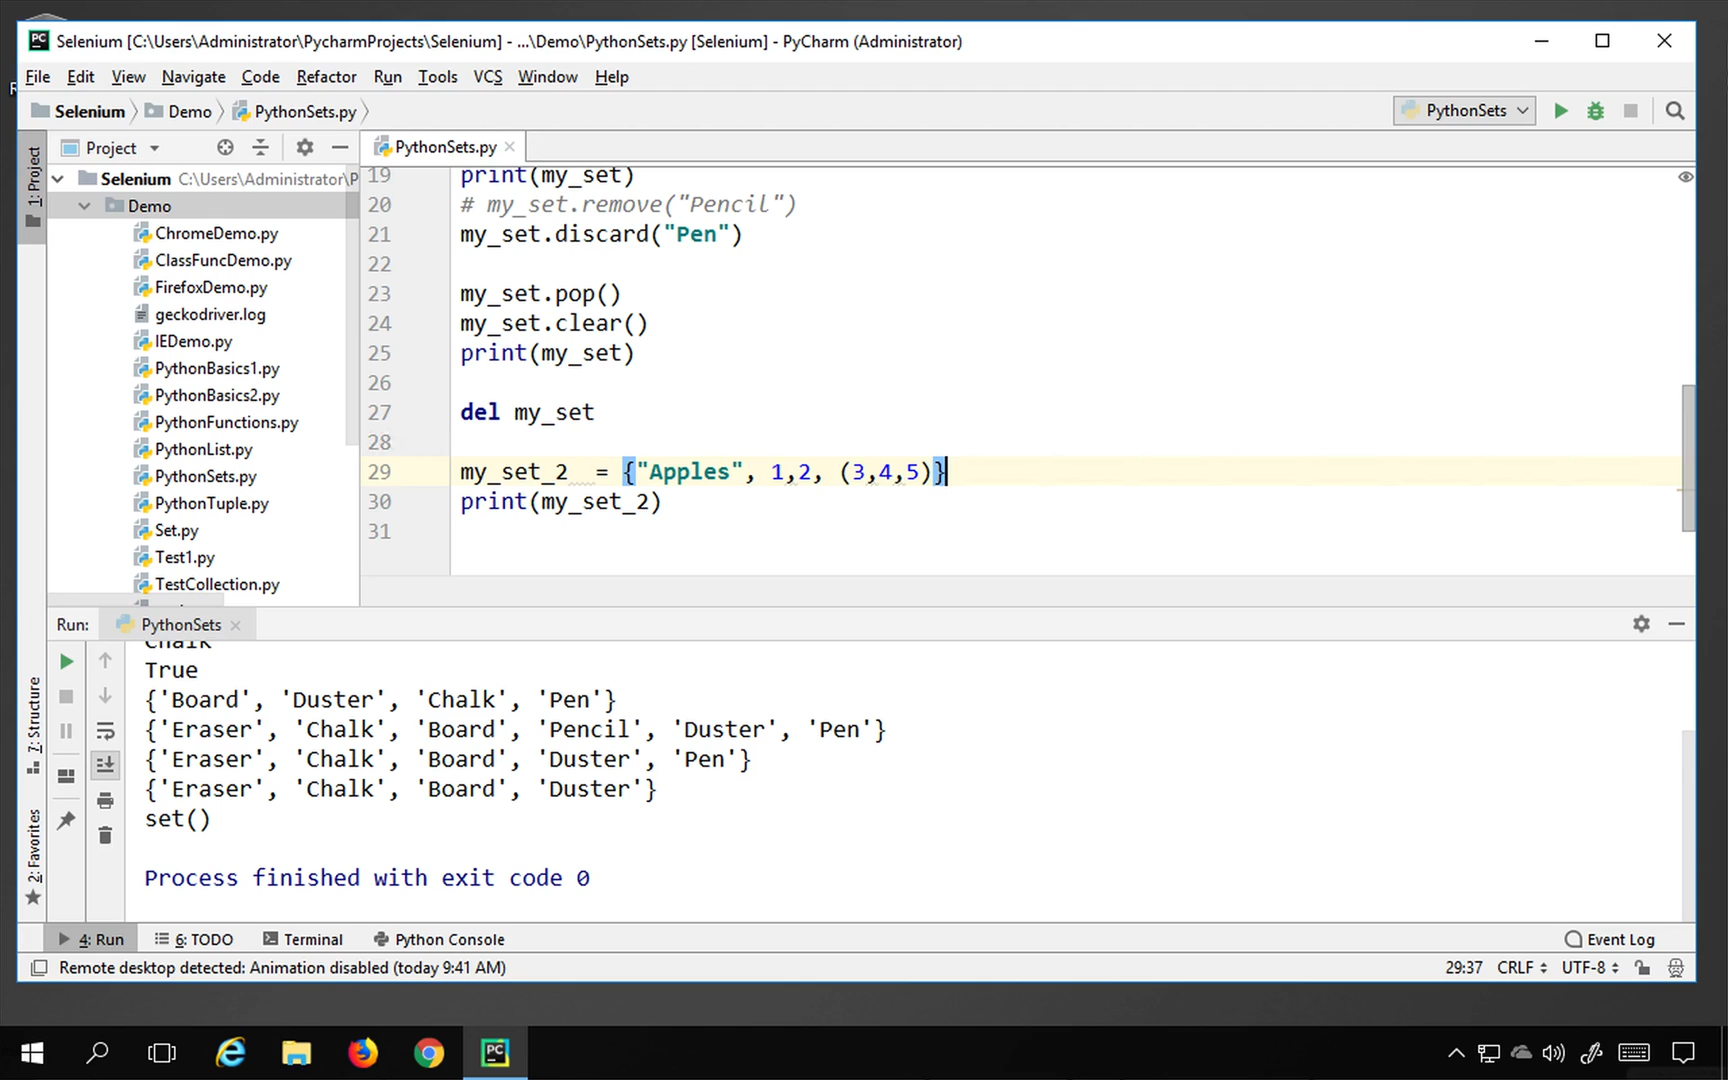 Selenium [C:\Users\Administrator\PycharmProjects\Selenium] - ...\Demo\PythonSets.py [Selenium] - PyCharm (Administrator)
File Edit View Navigate Code Refactor Run Tools VCS Window Help
Selenium Demo PythonSets.py PythonSets
1: Project
Project
PythonSets.py
Selenium C:\Users\Administrator\P
Demo
ChromeDemo.py
ClassFuncDemo.py
FirefoxDemo.py
geckodriver.log
IEDemo.py
PythonBasics1.py
PythonBasics2.py
PythonFunctions.py
PythonList.py
PythonSets.py
PythonTuple.py
Set.py
Test1.py
TestCollection.py
19 print(my_set)
20 # my_set.remove("Pencil")
21 my_set.discard("Pen")
22
23 my_set.pop()
24 my_set.clear()
25 print(my_set)
26
27 del my_set
28
29 my_set_2  = {"Apples", 1,2, (3,4,5)}
30 print(my_set_2)
31
Run: PythonSets
Chalk
True
{'Board', 'Duster', 'Chalk', 'Pen'}
{'Eraser', 'Chalk', 'Board', 'Pencil', 'Duster', 'Pen'}
{'Eraser', 'Chalk', 'Board', 'Duster', 'Pen'}
{'Eraser', 'Chalk', 'Board', 'Duster'}
set()
Process finished with exit code 0
7: Structure
2: Favorites
4: Run 6: TODO Terminal Python Console Event Log
Remote desktop detected: Animation disabled (today 9:41 AM) 29:37 CRLF UTF-8